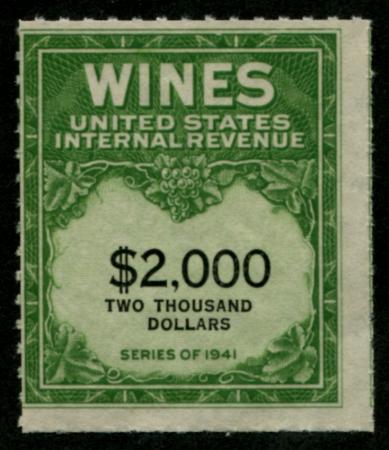 WINES
UNITED STATES
INTERNAL REVENUE
$2,000
TWO THOUSAND
DOLLARS
SERIES OF 1941